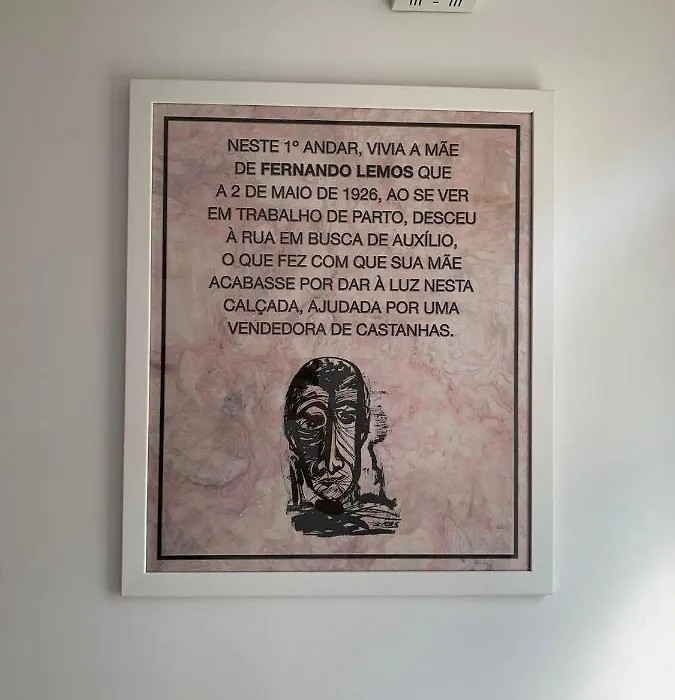 NESTE 1º ANDAR, VIVIA A MÃE
DE FERNANDO LEMOS QUE
A 2 DE MAIO DE 1926, AO SE VER
EM TRABALHO DE PARTO, DESCEU
À RUA EM BUSCA DE AUXÍLIO,
O QUE FEZ COM QUE SUA MÃE
ACABASSE POR DAR À LUZ NESTA
CALÇADA, AJUDADA POR UMA
VENDEDORA DE CASTANHAS.